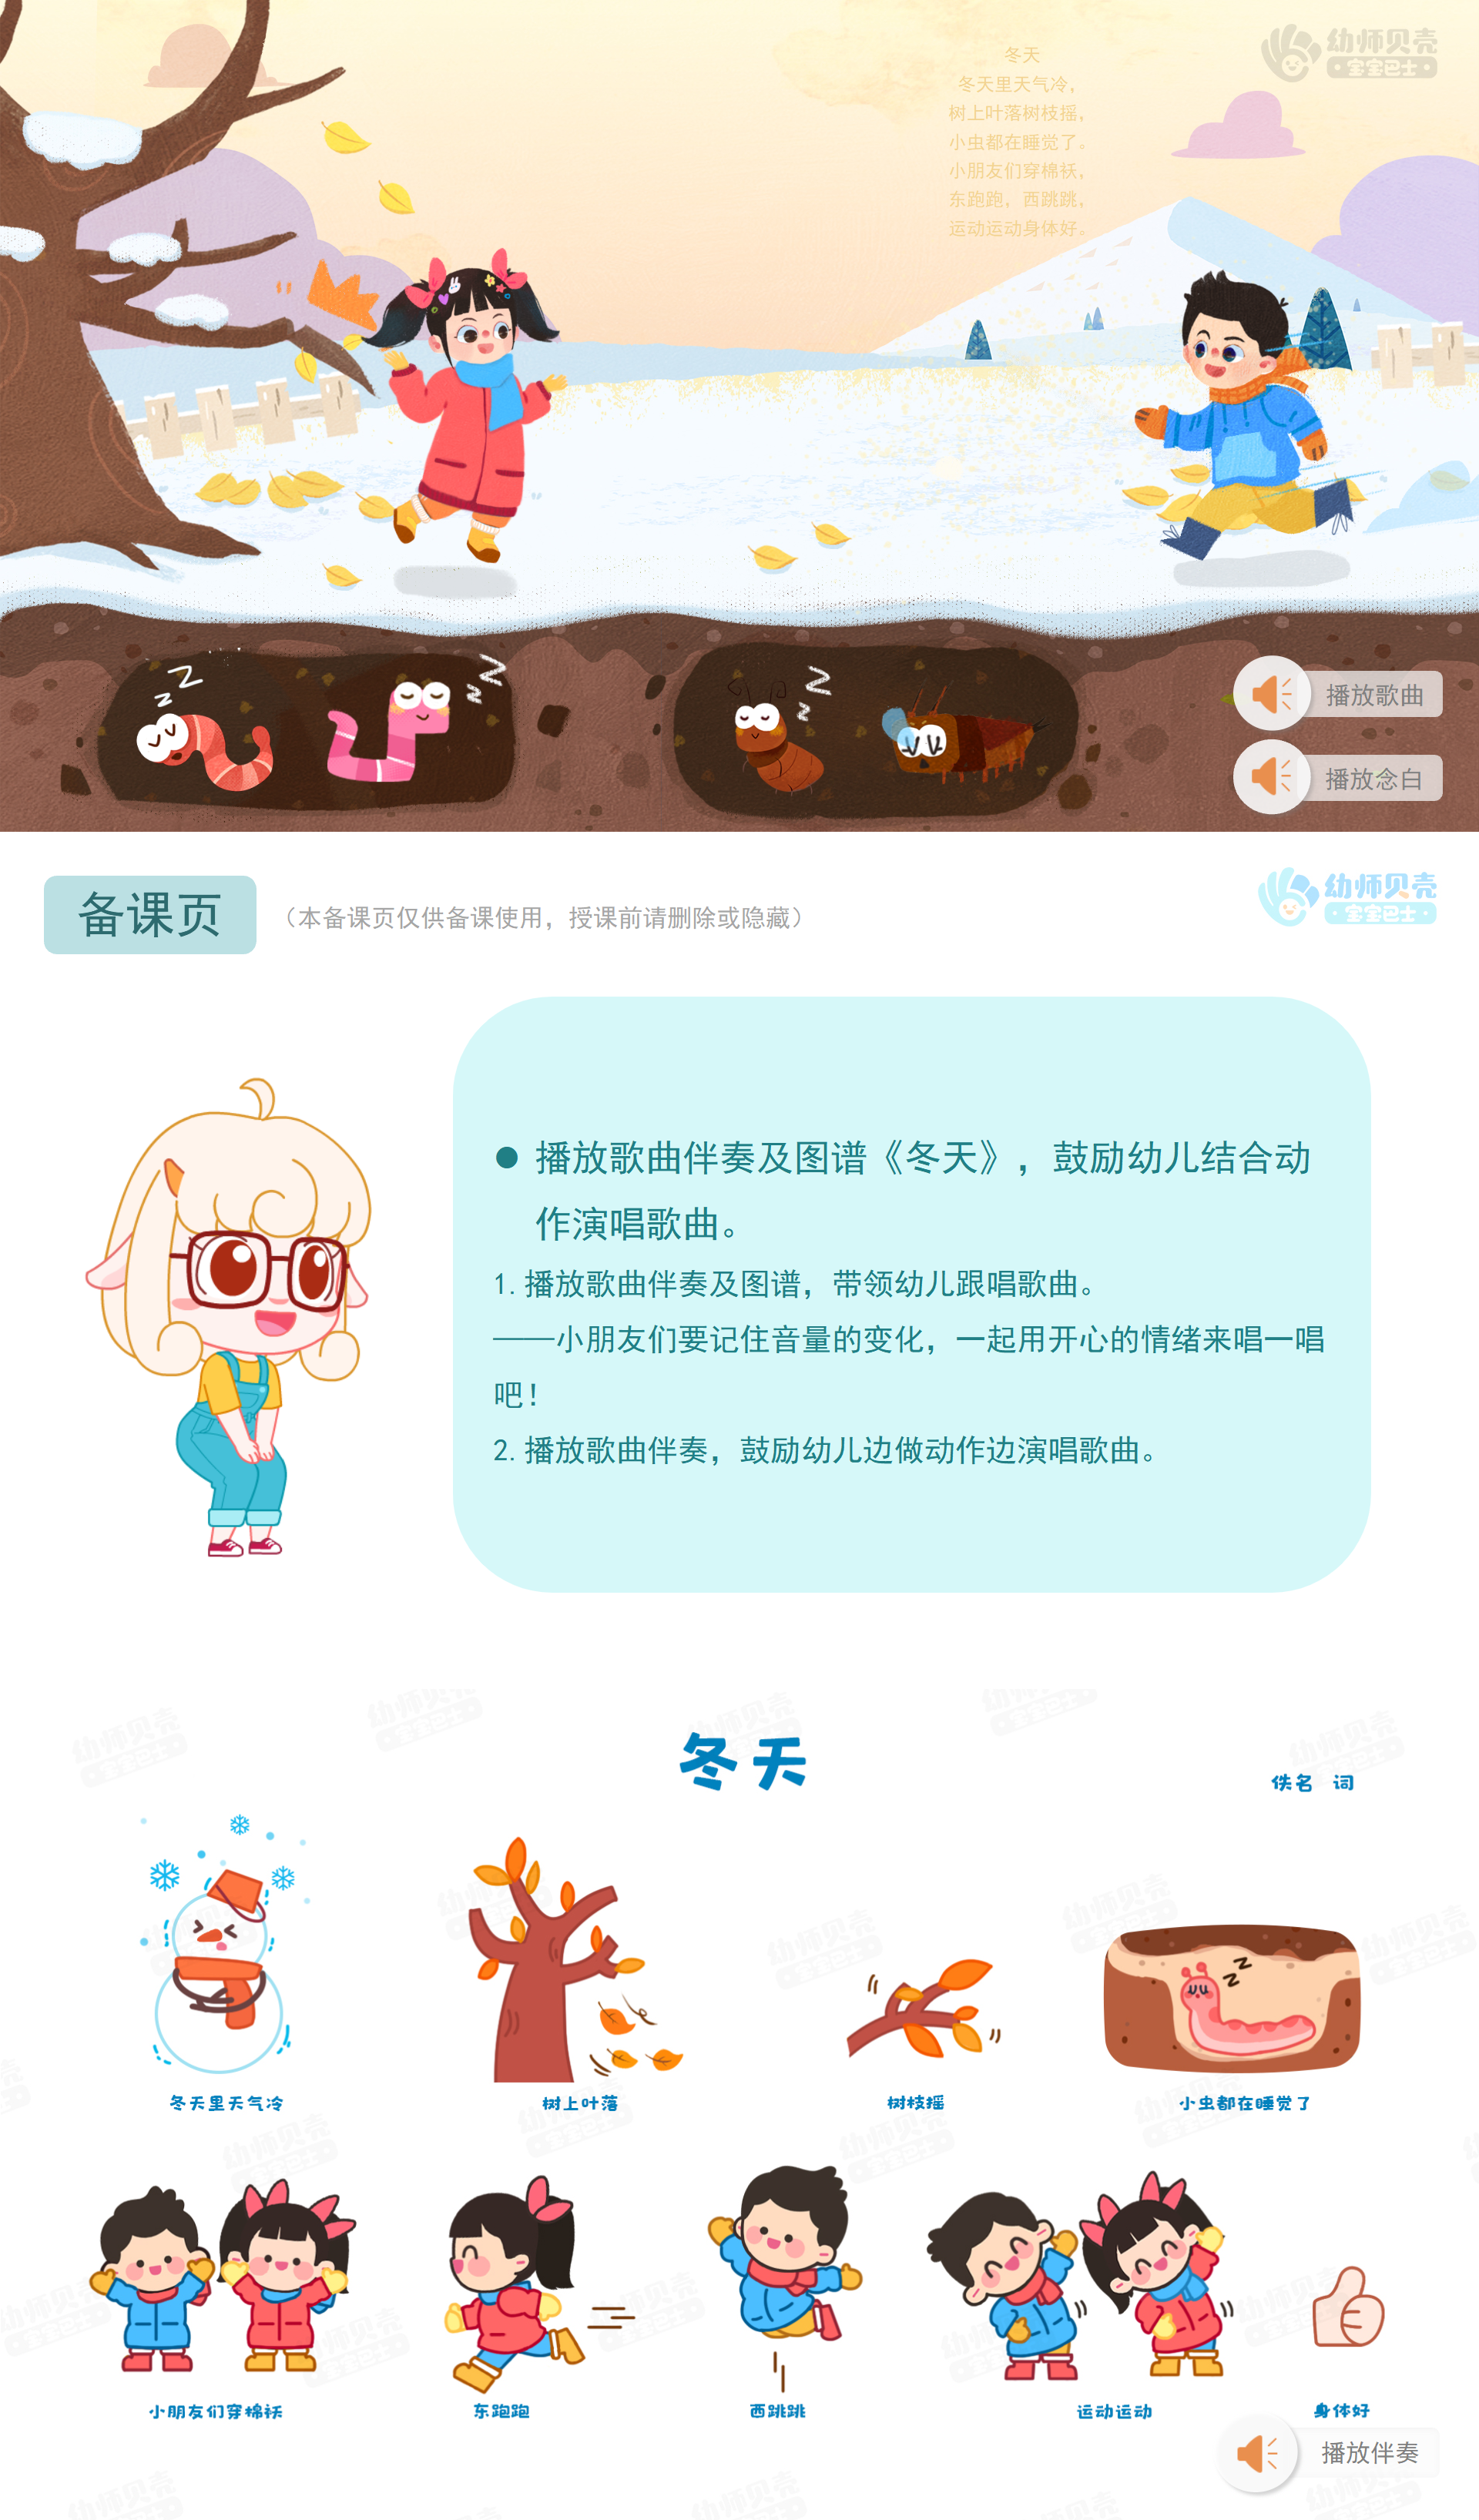 幼师贝壳
·宝宝巴士·
冬天
冬天里天气冷,
树上叶落树枝摇,
小虫都在睡觉了。
小朋友们穿棉袄,
东跑跑, 西跳跳,
运动运动身体好。
播放歌曲
播放念白
备课页
（本备课页仅供备课使用, 授课前请删除或隐藏）
幼师贝壳
·宝宝巴士·
● 播放歌曲伴奏及图谱《冬天》, 鼓励幼儿结合动
作演唱歌曲。
1.播放歌曲伴奏及图谱, 带领幼儿跟唱歌曲。
——小朋友们要记住音量的变化, 一起用开心的情绪来唱一唱
吧！
2.播放歌曲伴奏, 鼓励幼儿边做动作边演唱歌曲。
冬天
佚名 词
冬天里天气冷
树上叶落
树枝摇
小虫都在睡觉了
小朋友们穿棉袄
东跑跑
西跳跳
运动运动
身体好
播放伴奏